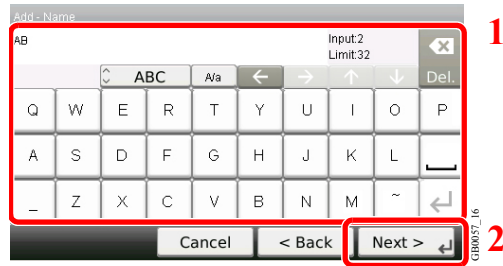 Add - Name
AB
Input:2
Limit:32
Del.
ABC
A/a
Q W E R T Y U I O P
A S D F G H J K L
_ Z X C V B N M ~
Cancel
< Back
Next >
1
2
GB0057_16